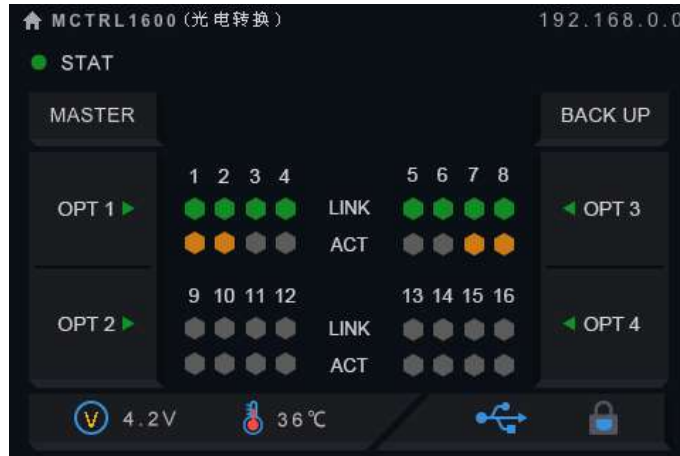 MCTRL1600(光电转换) 192.168.0.0
STAT
MASTER BACK UP
1 2 3 4 5 6 7 8
OPT 1 LINK OPT 3
ACT
9 10 11 12 13 14 15 16
OPT 2 LINK OPT 4
ACT
V 4.2V 36℃